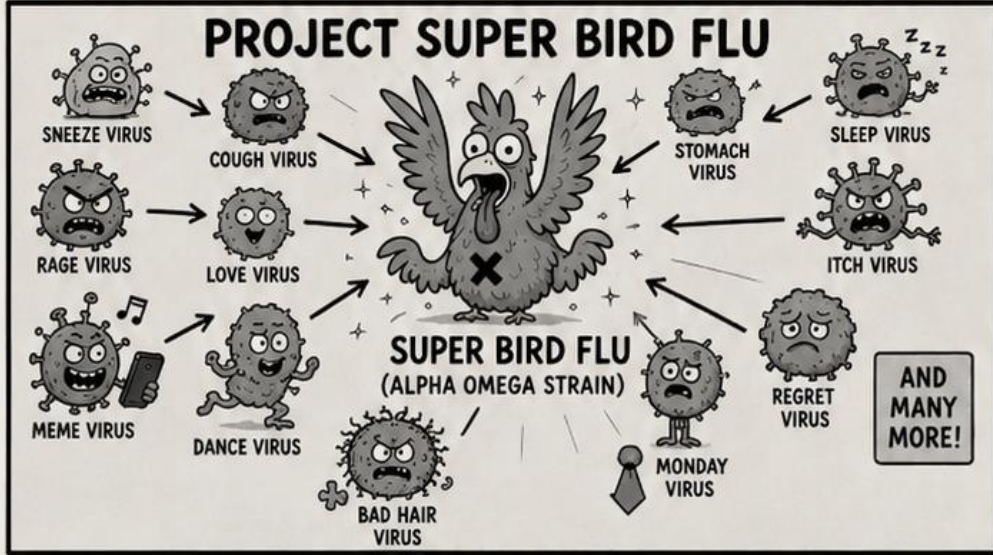 PROJECT SUPER BIRD FLU
SNEEZE VIRUS
COUGH VIRUS
STOMACH
VIRUS
SLEEP VIRUS
z z z
z
RAGE VIRUS
LOVE VIRUS
ITCH VIRUS
MEME VIRUS
DANCE VIRUS
SUPER BIRD FLU
(ALPHA OMEGA STRAIN)
BAD HAIR
VIRUS
MONDAY
VIRUS
REGRET
VIRUS
AND
MANY
MORE!